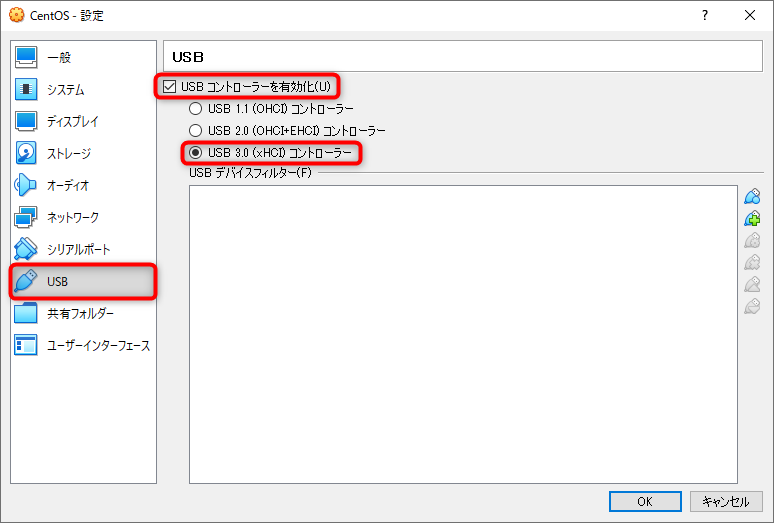 CentOS - 設定
?
一般
システム
ディスプレイ
ストレージ
オーディオ
ネットワーク
シリアルポート
USB
共有フォルダー
ユーザーインターフェース
USB
USB コントローラーを有効化(U)
USB 1.1 (OHCI) コントローラー
USB 2.0 (OHCI+EHCI) コントローラー
USB 3.0 (xHCI) コントローラー
USB デバイスフィルター(F)
OK
キャンセル